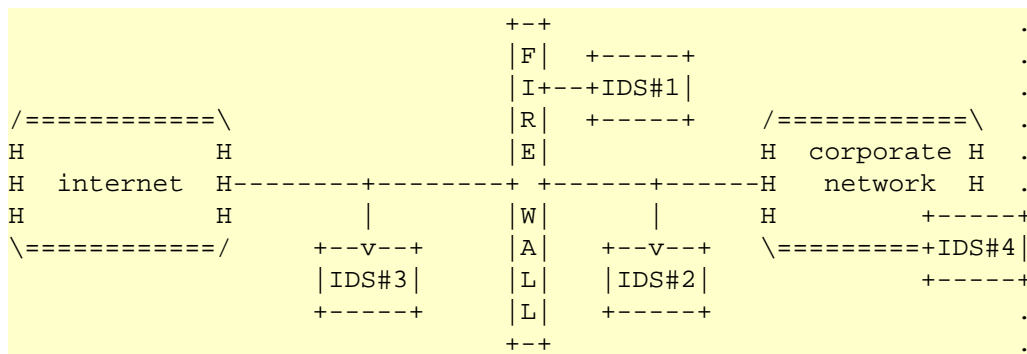 +-+ .
|F| +-----+ .
|I+--+IDS#1| .
/============\ |R| +-----+ /============\ .
H H |E| H corporate H .
H internet H--------+--------+ +------+------H network H .
H H | |W| | H +-----+
\============/ +--v--+ |A| +--v--+ \=========+IDS#4|
|IDS#3| |L| |IDS#2| +-----+
+-----+ |L| +-----+ .
+-+ .